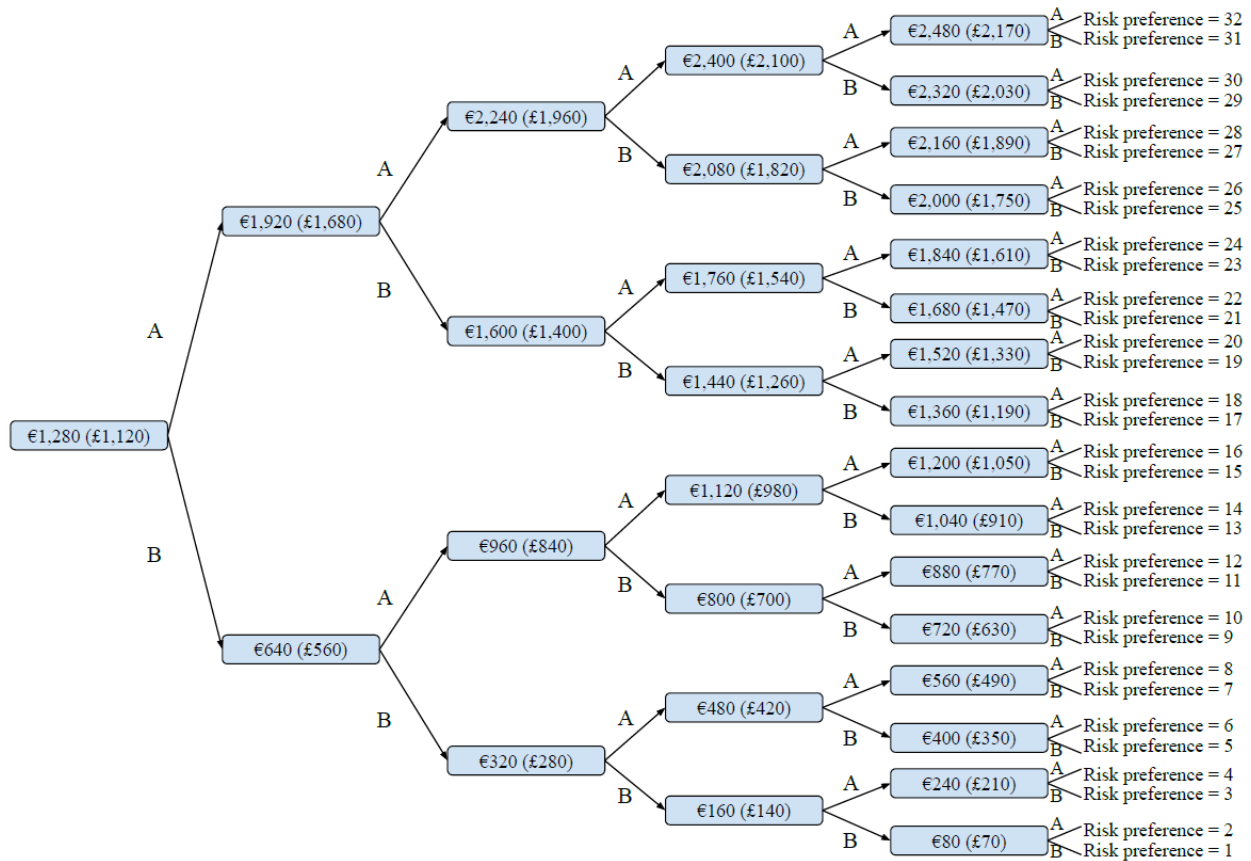 €1,280 (£1,120)
A
B
€1,920 (£1,680)
€640 (£560)
A
B
A
B
€2,240 (£1,960)
€1,600 (£1,400)
€960 (£840)
€320 (£280)
A
B
A
B
A
B
A
B
€2,400 (£2,100)
€2,080 (£1,820)
€1,760 (£1,540)
€1,440 (£1,260)
€1,120 (£980)
€800 (£700)
€480 (£420)
€160 (£140)
A
B
A
B
A
B
A
B
A
B
A
B
A
B
A
B
€2,480 (£2,170)
A Risk preference = 32
B Risk preference = 31
€2,320 (£2,030)
A Risk preference = 30
B Risk preference = 29
€2,160 (£1,890)
A Risk preference = 28
B Risk preference = 27
€2,000 (£1,750)
A Risk preference = 26
B Risk preference = 25
€1,840 (£1,610)
A Risk preference = 24
B Risk preference = 23
€1,680 (£1,470)
A Risk preference = 22
B Risk preference = 21
€1,520 (£1,330)
A Risk preference = 20
B Risk preference = 19
€1,360 (£1,190)
A Risk preference = 18
B Risk preference = 17
€1,200 (£1,050)
A Risk preference = 16
B Risk preference = 15
€1,040 (£910)
A Risk preference = 14
B Risk preference = 13
€880 (£770)
A Risk preference = 12
B Risk preference = 11
€720 (£630)
A Risk preference = 10
B Risk preference = 9
€560 (£490)
A Risk preference = 8
B Risk preference = 7
€400 (£350)
A Risk preference = 6
B Risk preference = 5
€240 (£210)
A Risk preference = 4
B Risk preference = 3
€80 (£70)
A Risk preference = 2
B Risk preference = 1